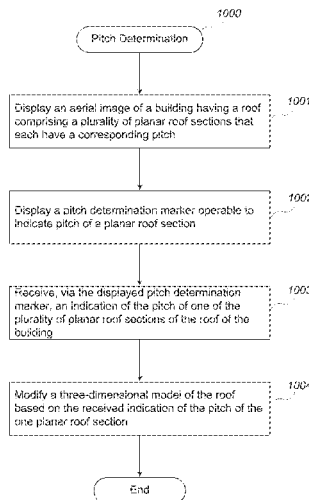 1000
Pitch Determination
Display an aerial image of a building having a roof
comprising a plurality of planar roof sections that
each have a corresponding pitch
1001
Display a pitch determination marker operable to
indicate pitch of a planar roof section
1002
Receive, via the displayed pitch determination
marker, an indication of the pitch of one of the
plurality of planar roof sections of the roof of the
building
1003
Modify a three-dimensional model of the roof
based on the received indication of the pitch of the
one planar roof section
1004
End